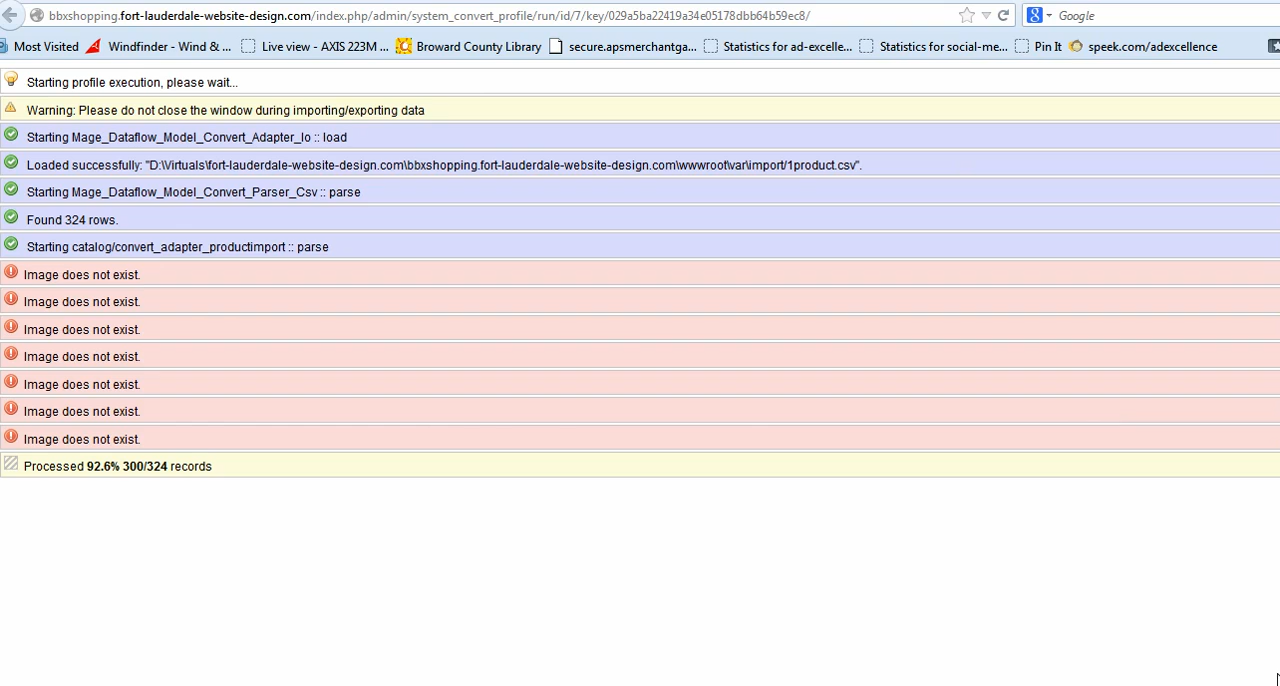 bbxshopping.fort-lauderdale-website-design.com/index.php/admin/system_convert_profile/run/id/7/key/029a5ba22419a34e05178dbb64b59ec8/ Google
Most Visited Windfinder - Wind & ... Live view - AXIS 223M ... Broward County Library secure.apsmerchantga... Statistics for ad-excelle... Statistics for social-me... Pin It speek.com/adexcellence
Starting profile execution, please wait...
Warning: Please do not close the window during importing/exporting data
Starting Mage_Dataflow_Model_Convert_Adapter_Io :: load
Loaded successfully: "D:\Virtuals\fort-lauderdale-website-design.com\bbxshopping.fort-lauderdale-website-design.com\wwwroot\var\import/1product.csv".
Starting Mage_Dataflow_Model_Convert_Parser_Csv :: parse
Found 324 rows.
Starting catalog/convert_adapter_productimport :: parse
Image does not exist.
Image does not exist.
Image does not exist.
Image does not exist.
Image does not exist.
Image does not exist.
Image does not exist.
Processed 92.6% 300/324 records